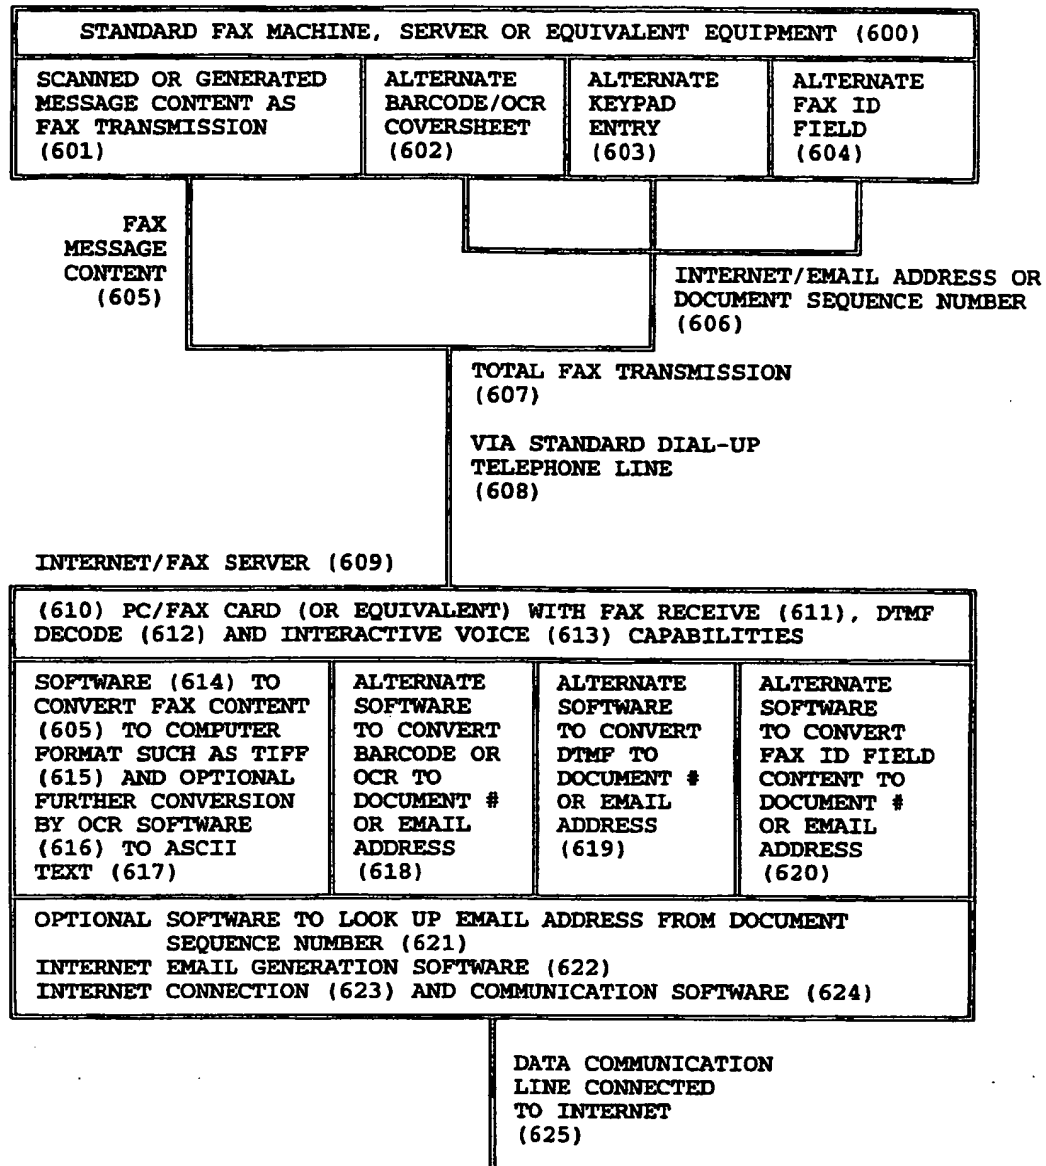 STANDARD FAX MACHINE, SERVER OR EQUIVALENT EQUIPMENT (600)
SCANNED OR GENERATED
MESSAGE CONTENT AS
FAX TRANSMISSION
(601)
ALTERNATE
BARCODE/OCR
COVERSHEET
(602)
ALTERNATE
KEYPAD
ENTRY
(603)
ALTERNATE
FAX ID
FIELD
(604)
FAX
MESSAGE
CONTENT
(605)
INTERNET/EMAIL ADDRESS OR
DOCUMENT SEQUENCE NUMBER
(606)
TOTAL FAX TRANSMISSION
(607)
VIA STANDARD DIAL-UP
TELEPHONE LINE
(608)
INTERNET/FAX SERVER (609)
(610) PC/FAX CARD (OR EQUIVALENT) WITH FAX RECEIVE (611), DTMF
DECODE (612) AND INTERACTIVE VOICE (613) CAPABILITIES
SOFTWARE (614) TO
CONVERT FAX CONTENT
(605) TO COMPUTER
FORMAT SUCH AS TIFF
(615) AND OPTIONAL
FURTHER CONVERSION
BY OCR SOFTWARE
(616) TO ASCII
TEXT (617)
ALTERNATE
SOFTWARE
TO CONVERT
BARCODE OR
OCR TO
DOCUMENT #
OR EMAIL
ADDRESS
(618)
ALTERNATE
SOFTWARE
TO CONVERT
DTMF TO
DOCUMENT #
OR EMAIL
ADDRESS
(619)
ALTERNATE
SOFTWARE
TO CONVERT
FAX ID FIELD
CONTENT TO
DOCUMENT #
OR EMAIL
ADDRESS
(620)
OPTIONAL SOFTWARE TO LOOK UP EMAIL ADDRESS FROM DOCUMENT
SEQUENCE NUMBER (621)
INTERNET EMAIL GENERATION SOFTWARE (622)
INTERNET CONNECTION (623) AND COMMUNICATION SOFTWARE (624)
DATA COMMUNICATION
LINE CONNECTED
TO INTERNET
(625)